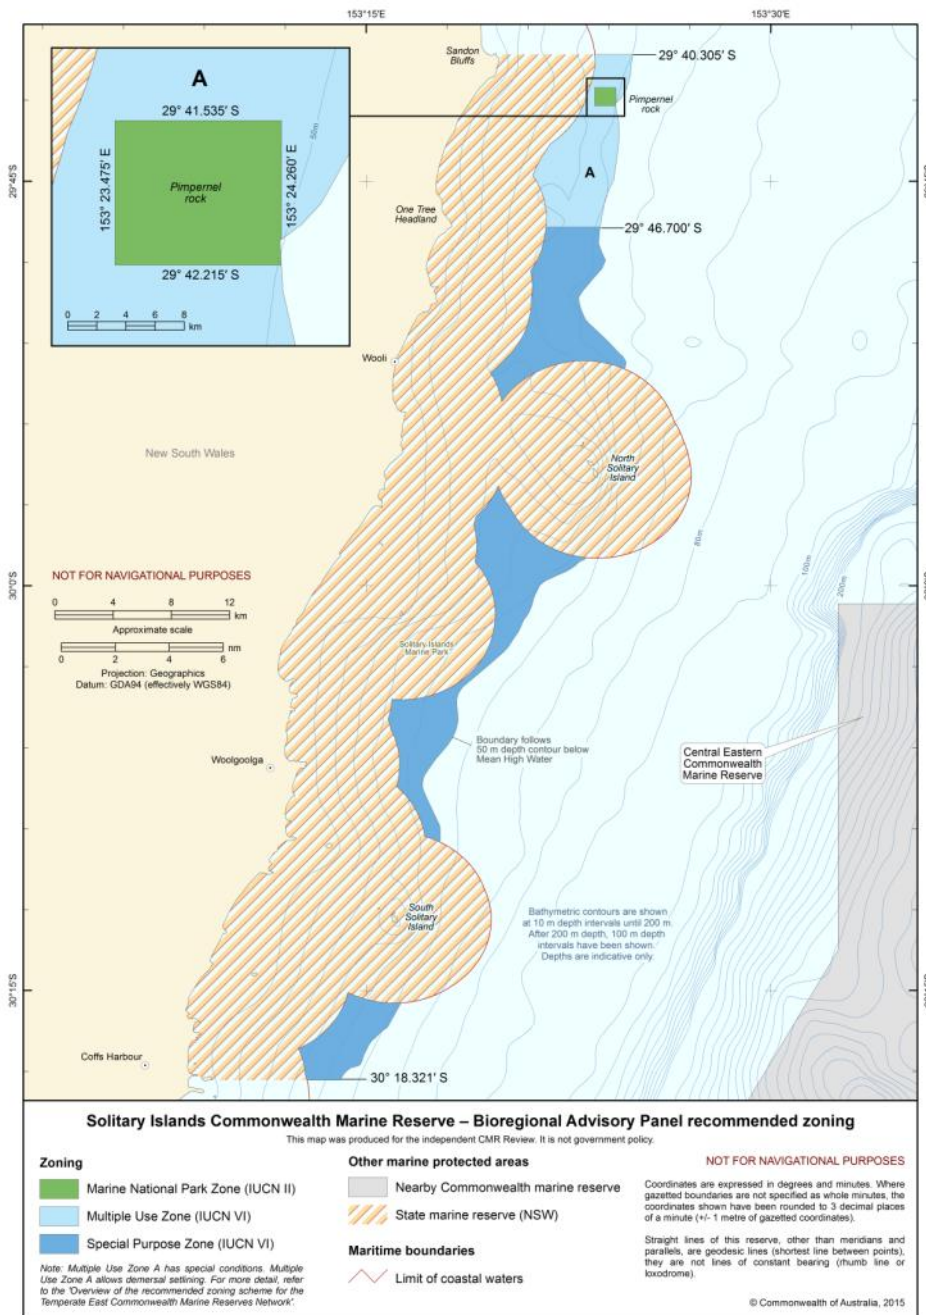 153°15'E
153°30'E
Sandon
Bluffs
29° 40.305' S
A
29° 41.535' S
50m
153° 23.475' E
Pimpernel
rock
153° 24.260' E
29° 42.215' S
0 2 4 6 8
km
Pimpernel
rock
29°45'S
A
One Tree
Headland
29° 46.700' S
Wooli
New South Wales
North
Solitary
Island
80m
100m
200m
NOT FOR NAVIGATIONAL PURPOSES
0 4 8 12
km
Approximate scale
0 2 4 6
nm
Projection: Geographics
Datum: GDA94 (effectively WGS84)
30°0'S
Solitary Islands
Marine Park
Boundary follows
50 m depth contour below
Mean High Water
Central Eastern
Commonwealth
Marine Reserve
Woolgoolga
South
Solitary
Island
Bathymetric contours are shown
at 10 m depth intervals until 200 m.
After 200 m depth, 100 m depth
intervals have been shown.
Depths are indicative only.
30°15'S
Coffs Harbour
30° 18.321' S
Solitary Islands Commonwealth Marine Reserve – Bioregional Advisory Panel recommended zoning
This map was produced for the independent CMR Review. It is not government policy.
Zoning
Marine National Park Zone (IUCN II)
Multiple Use Zone (IUCN VI)
Special Purpose Zone (IUCN VI)
Note: Multiple Use Zone A has special conditions. Multiple
Use Zone A allows demersal setlining. For more detail, refer
to the 'Overview of the recommended zoning scheme for the
Temperate East Commonwealth Marine Reserves Network'.
Other marine protected areas
Nearby Commonwealth marine reserve
State marine reserve (NSW)
Maritime boundaries
Limit of coastal waters
NOT FOR NAVIGATIONAL PURPOSES
Coordinates are expressed in degrees and minutes. Where
gazetted boundaries are not specified as whole minutes, the
coordinates shown have been rounded to 3 decimal places
of a minute (+/- 1 metre of gazetted coordinates).
Straight lines of this reserve, other than meridians and
parallels, are geodesic lines (shortest line between points),
they are not lines of constant bearing (rhumb line or
loxodrome).
© Commonwealth of Australia, 2015